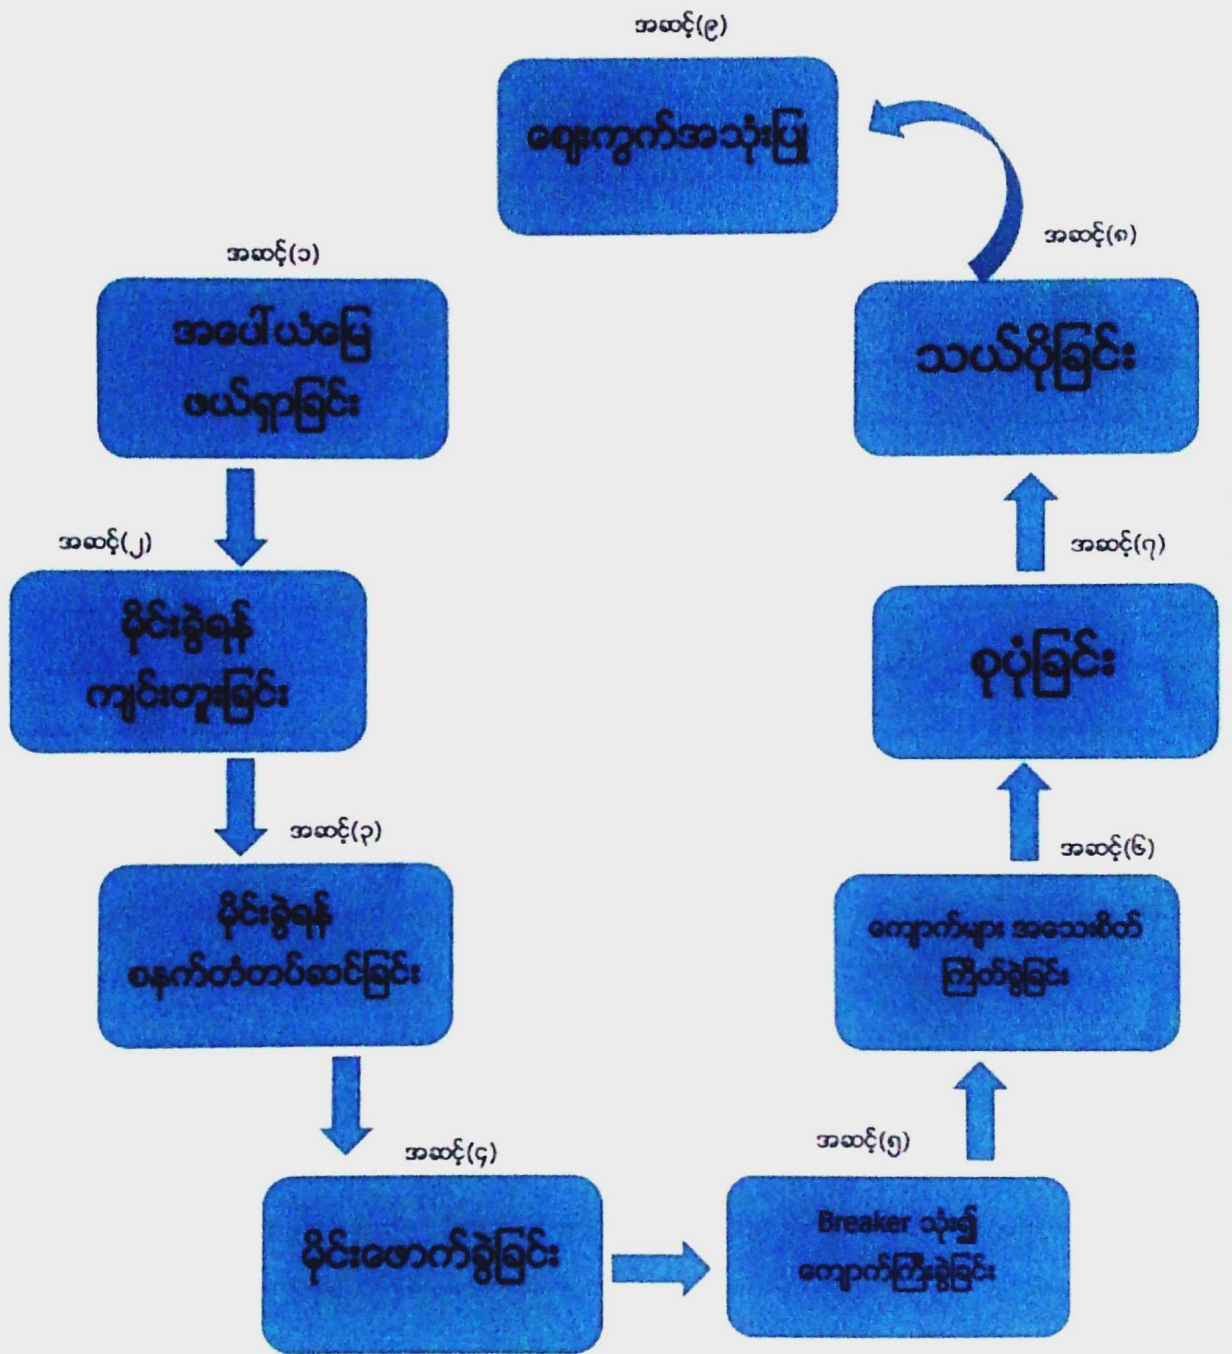 အဆင့်(၁)
အပေါ်ယံမြေ
ဖယ်ရှာခြင်း
အဆင့်(၂)
မိုင်းခွဲရန်
ကျင်းတူးခြင်း
အဆင့်(၃)
မိုင်းခွဲရန်
စနက်တံတပ်ဆင်ခြင်း
အဆင့်(၄)
မိုင်းဖောက်ခွဲခြင်း
အဆင့်(၅)
Breaker သုံး၍
ကျောက်ကြီးခွဲခြင်း
အဆင့်(၆)
ကျောက်များ အသေးစိတ်
ကြိတ်ခွဲခြင်း
အဆင့်(၇)
စုပုံခြင်း
အဆင့်(၈)
သယ်ပိုခြင်း
အဆင့်(၉)
ဈေးကွက်အသုံးပြု